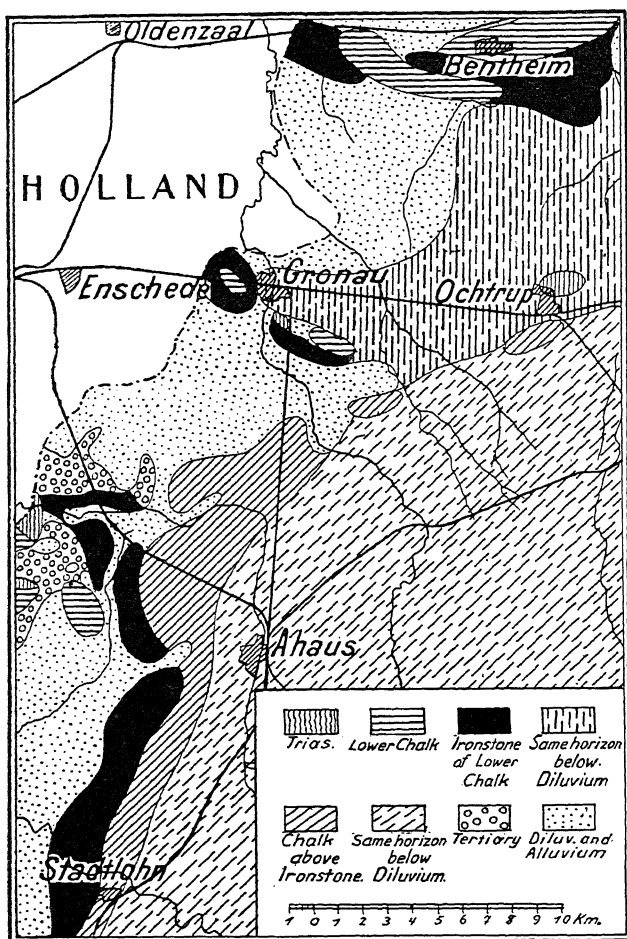 Oldenzaal
Bentheim
HOLLAND
Enschede
Gronau
Ochtrup
Ahaus
Stadtlohn
Trias.
Lower Chalk
Ironstone
of Lower
Chalk
Same horizon
below.
Diluvium
Chalk
above
Ironstone.
Same horizon
below
Diluvium.
Tertiary
Diluv. and
Alluvium
1 0 1 2 3 4 5 6 7 8 9 10 Km.